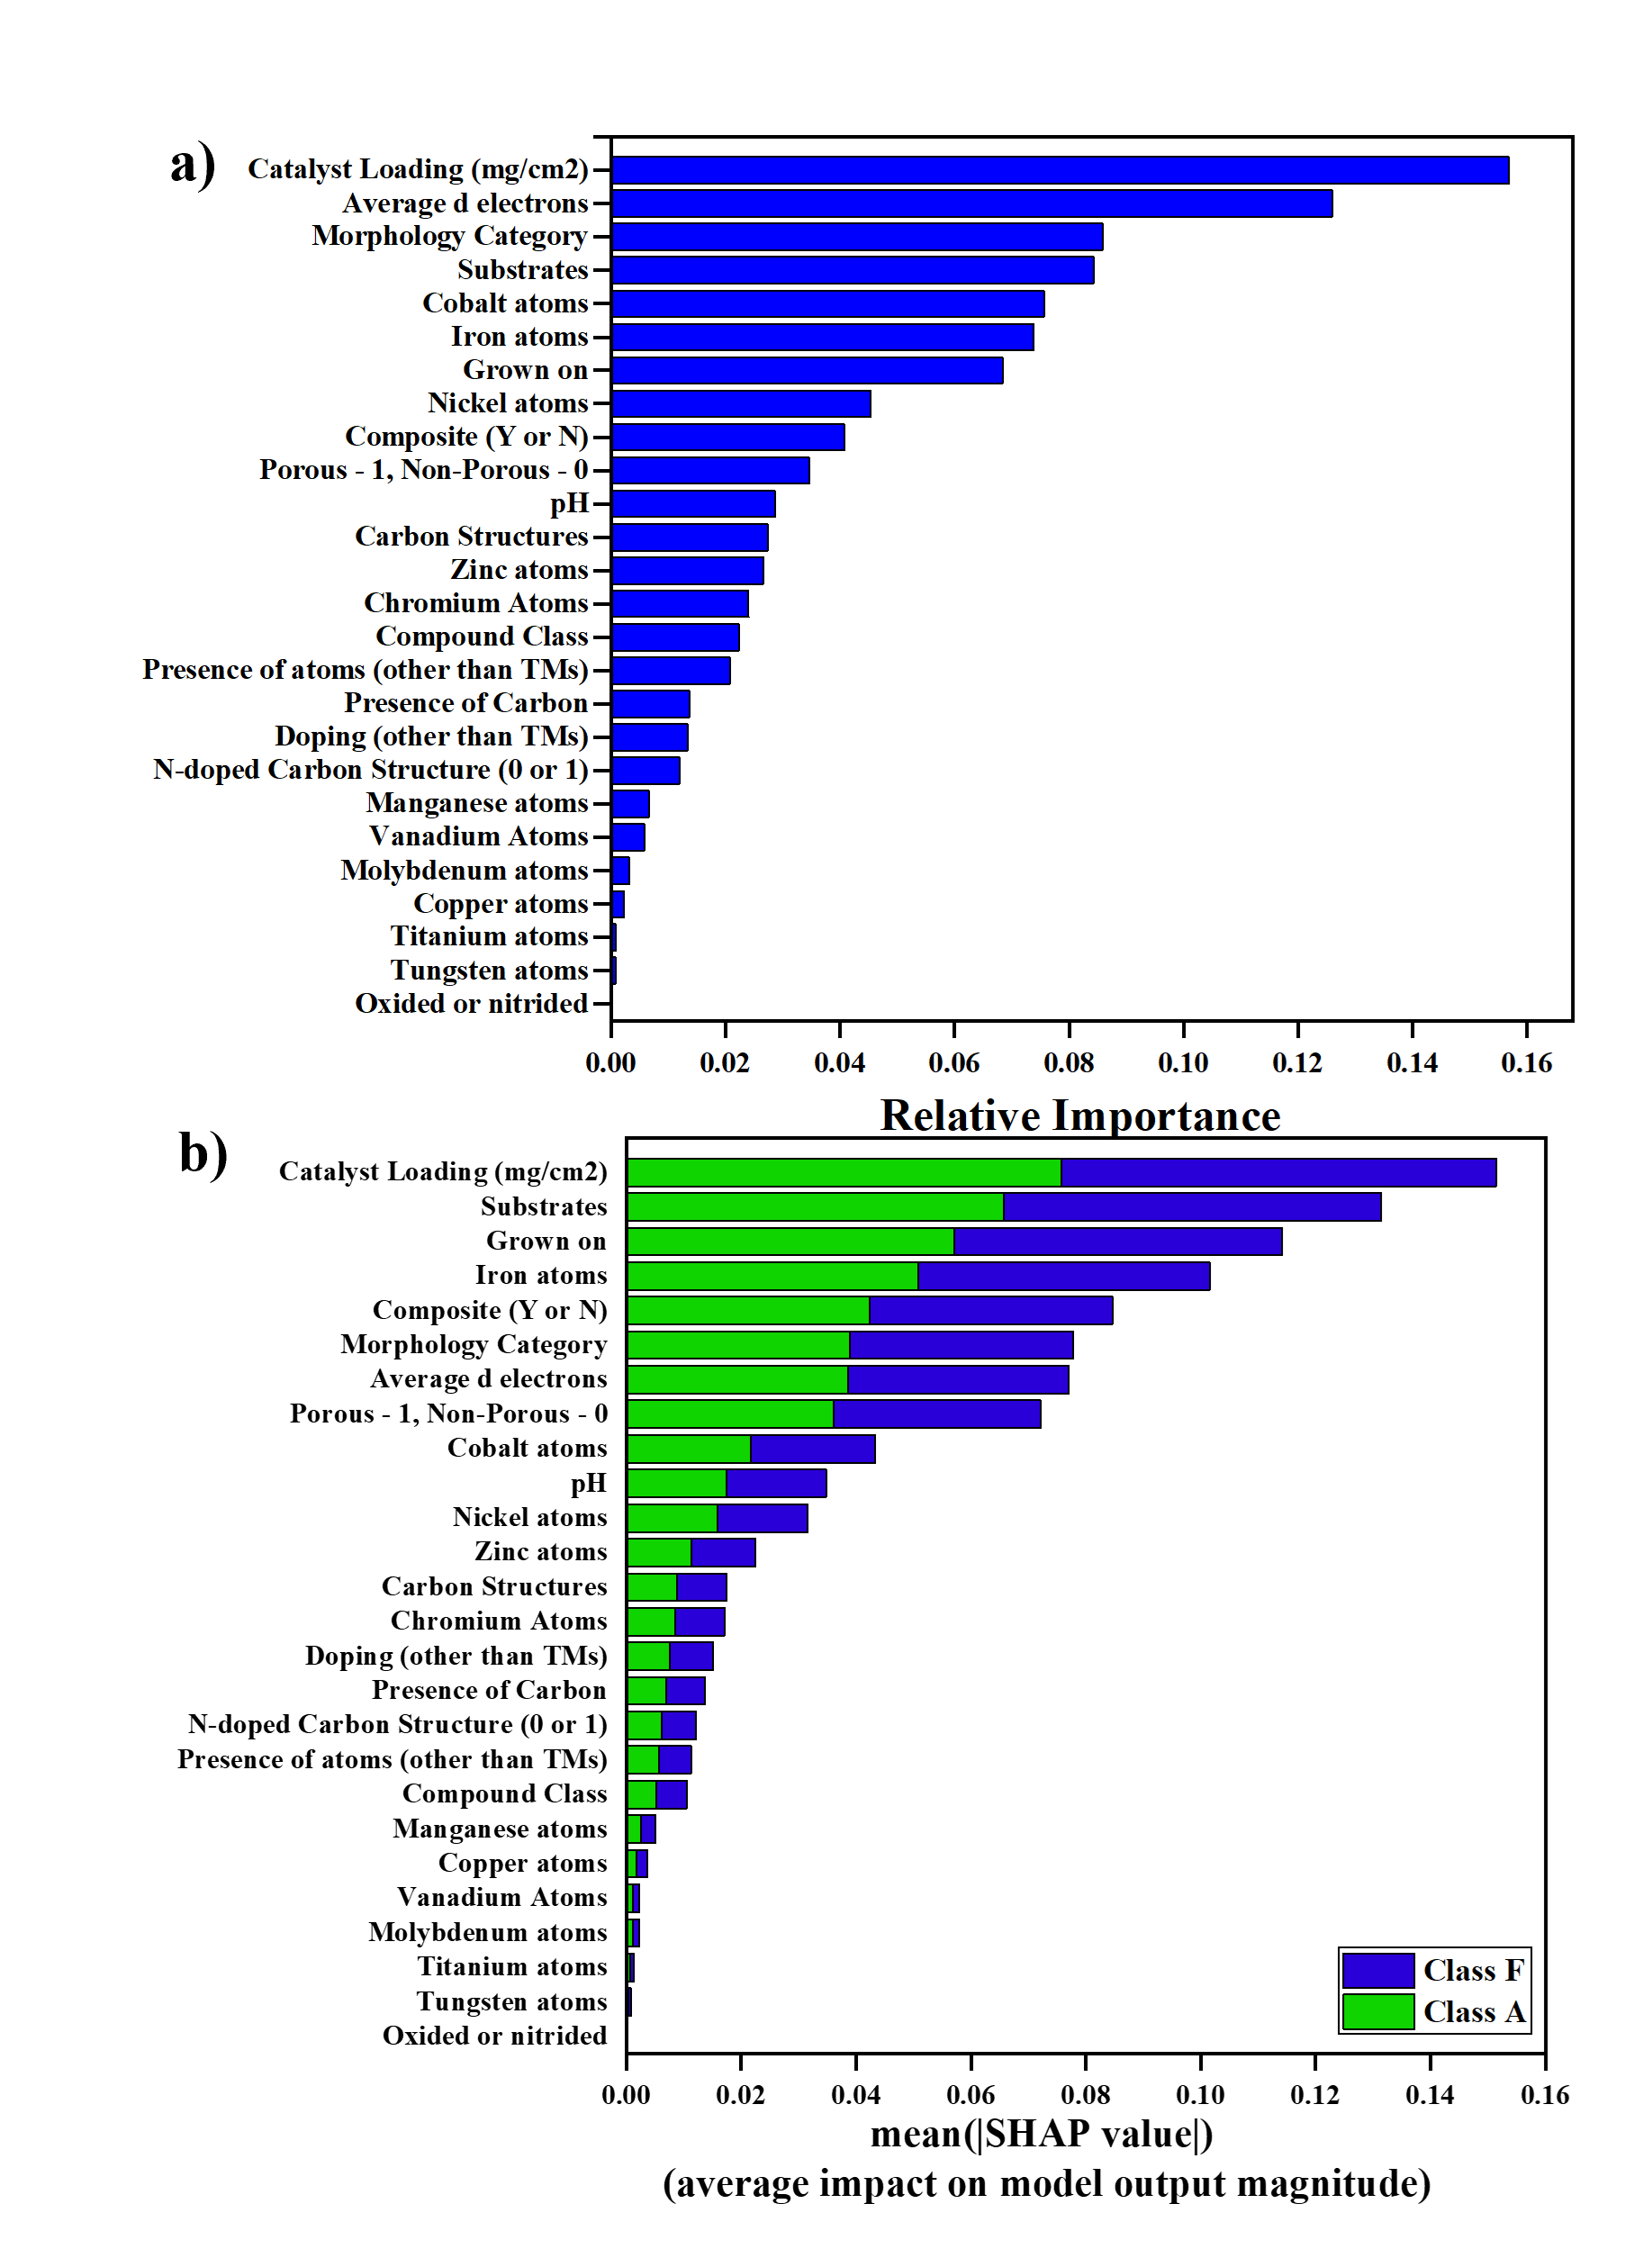 a)
Catalyst Loading (mg/cm2)
Average d electrons
Morphology Category
Substrates
Cobalt atoms
Iron atoms
Grown on
Nickel atoms
Composite (Y or N)
Porous - 1, Non-Porous - 0
pH
Carbon Structures
Zinc atoms
Chromium Atoms
Compound Class
Presence of atoms (other than TMs)
Presence of Carbon
Doping (other than TMs)
N-doped Carbon Structure (0 or 1)
Manganese atoms
Vanadium Atoms
Molybdenum atoms
Copper atoms
Titanium atoms
Tungsten atoms
Oxided or nitrided
0.00 0.02 0.04 0.06 0.08 0.10 0.12 0.14 0.16
Relative Importance
b)
Catalyst Loading (mg/cm2)
Substrates
Grown on
Iron atoms
Composite (Y or N)
Morphology Category
Average d electrons
Porous - 1, Non-Porous - 0
Cobalt atoms
pH
Nickel atoms
Zinc atoms
Carbon Structures
Chromium Atoms
Doping (other than TMs)
Presence of Carbon
N-doped Carbon Structure (0 or 1)
Presence of atoms (other than TMs)
Compound Class
Manganese atoms
Copper atoms
Vanadium Atoms
Molybdenum atoms
Titanium atoms
Tungsten atoms
Oxided or nitrided
Class F
Class A
0.00 0.02 0.04 0.06 0.08 0.10 0.12 0.14 0.16
mean(|SHAP value|)
(average impact on model output magnitude)